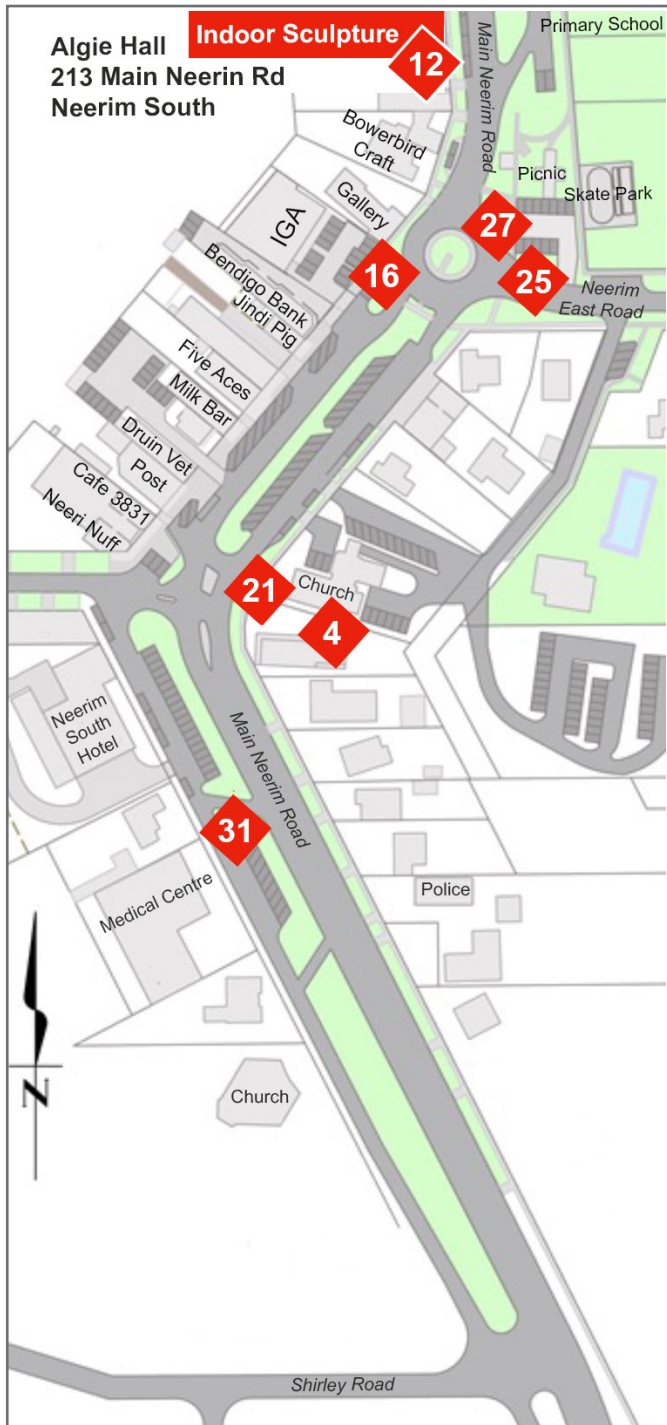 Algie Hall
213 Main Neerin Rd
Neerim South
Indoor Sculpture
12
Primary School
Main Neerim Road
Bowerbird
Craft
Picnic
Skate Park
Gallery
27
IGA
16
25
Neerim
East Road
Bendigo Bank
Jindi Pig
Five Aces
Milk Bar
Druin Vet
Post
Cafe 3831
Neeri Nuff
21
Church
4
Neerim
South
Hotel
Main Neerim Road
31
Medical Centre
Police
N
Church
Shirley Road